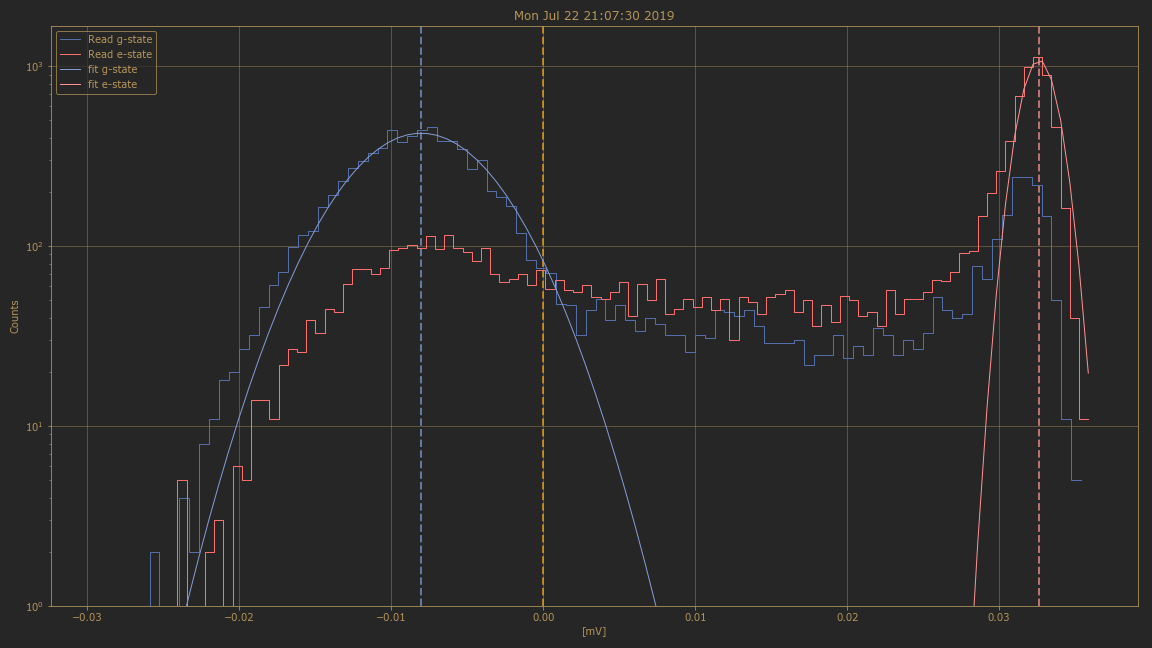 Mon Jul 22 21:07:30 2019
Read g-state
Read e-state
fit g-state
fit e-state
10³
10²
10¹
10⁰
Counts
−0.03
−0.02
−0.01
0.00
0.01
0.02
0.03
[mV]